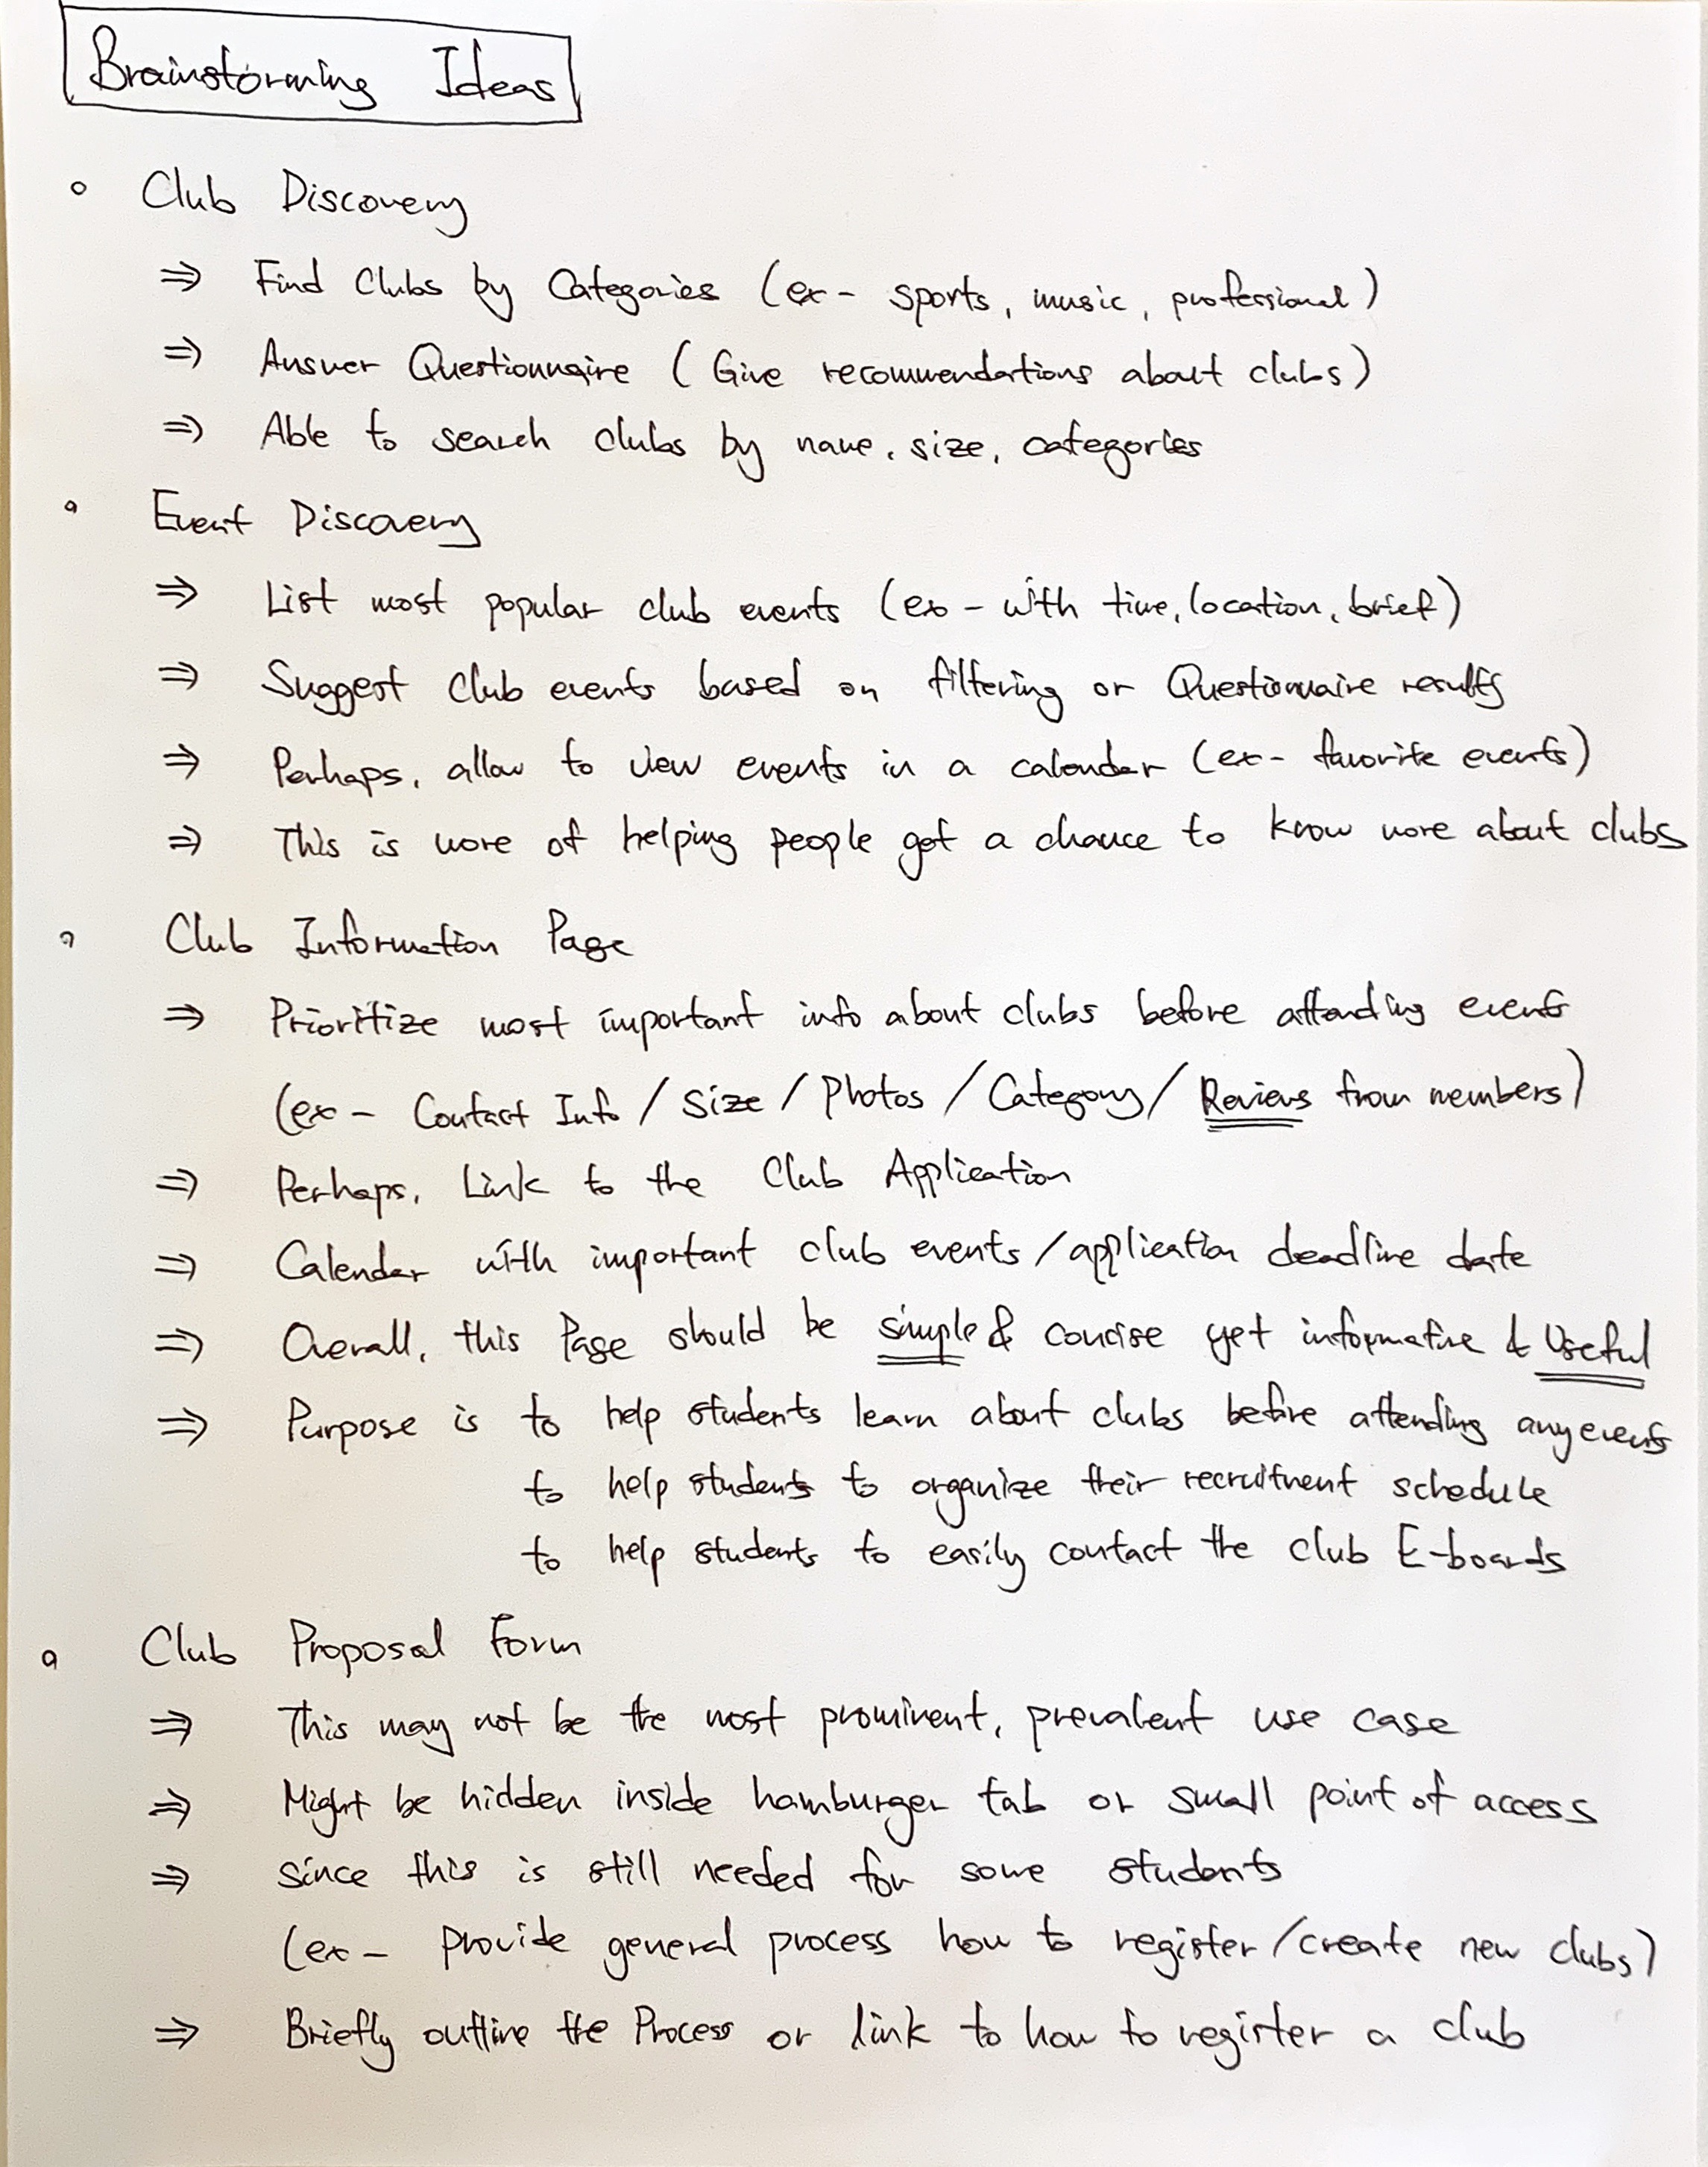 Brainstorming Ideas
○ Club Discovery
⇒ Find Clubs by Categories (ex- sports, music, professional)
⇒ Answer Questionnaire (Give recommendations about clubs)
⇒ Able to search clubs by name, size, categories
○ Event Discovery
⇒ List most popular club events (ex- with time, location, brief)
⇒ Suggest club events based on filtering or Questionnaire results
⇒ Perhaps, allow to view events in a calendar (ex- favorite events)
⇒ This is more of helping people get a chance to know more about clubs
○ Club Information Page
⇒ Prioritize most important info about clubs before attending events
(ex- Contact Info / Size / Photos / Category / Reviews from members)
⇒ Perhaps, Link to the Club Application
⇒ Calendar with important club events / application deadline date
⇒ Overall, this Page should be simple & concise yet informative & Useful
⇒ Purpose is to help students learn about clubs before attending any events
to help students to organize their recruitment schedule
to help students to easily contact the club E-boards
○ Club Proposal Form
⇒ This may not be the most prominent, prevalent use case
⇒ Might be hidden inside hamburger tab or small point of access
⇒ Since this is still needed for some students
(ex- provide general process how to register/create new clubs)
⇒ Briefly outline the Process or link to how to register a club